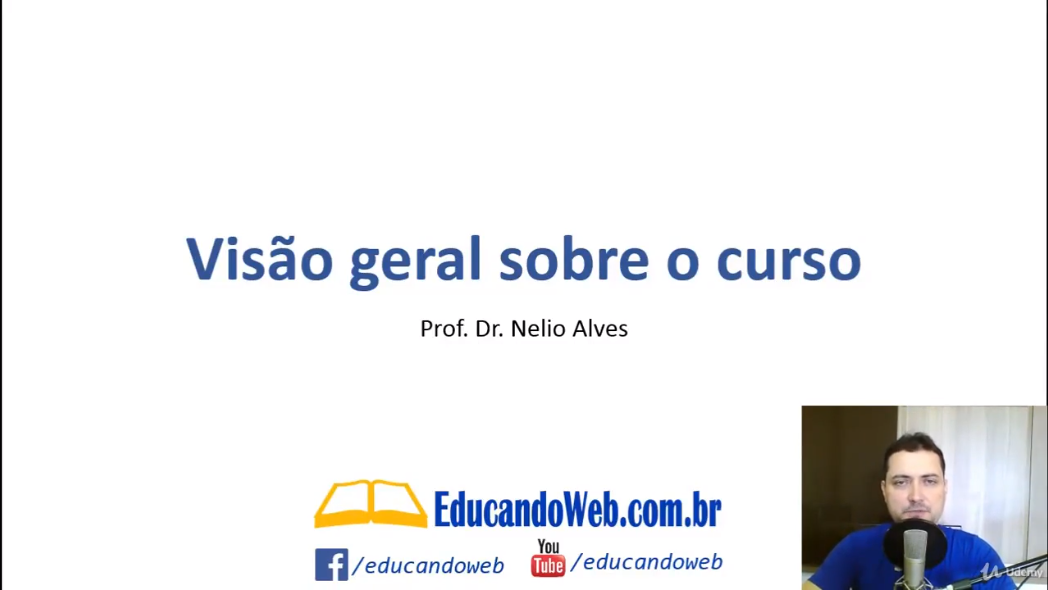 Visão geral sobre o curso
Prof. Dr. Nelio Alves
EducandoWeb.com.br
/educandoweb
You
Tube
/educandoweb
Udemy